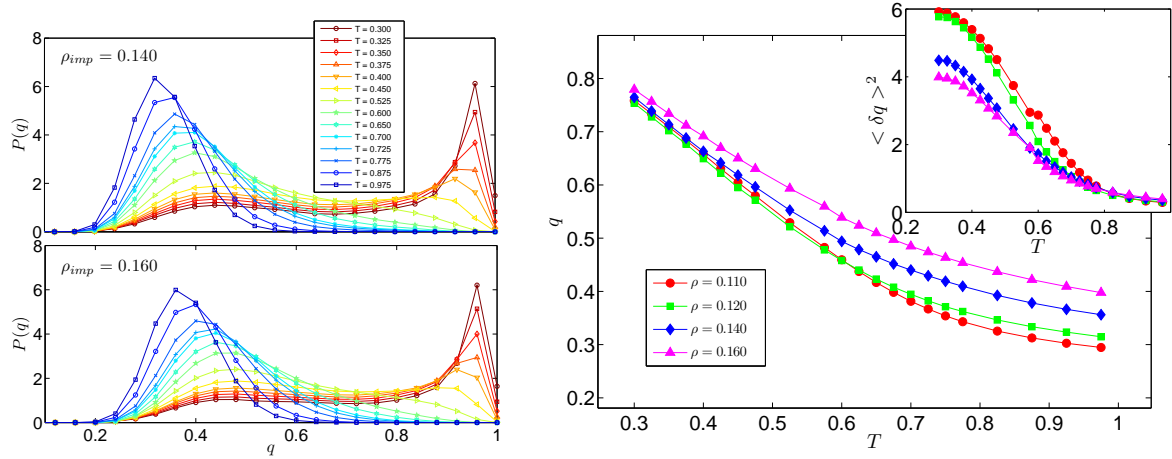 8
6
4
2
0
P(q)
ρimp = 0.140
T = 0.300
T = 0.325
T = 0.350
T = 0.375
T = 0.400
T = 0.450
T = 0.525
T = 0.600
T = 0.650
T = 0.700
T = 0.725
T = 0.775
T = 0.875
T = 0.975
8
6
4
2
0
P(q)
ρimp = 0.160
0.2 0.4 0.6 0.8 1
q
0.8
0.7
0.6
0.5
0.4
0.3
0.2
q
0.3 0.4 0.5 0.6 0.7 0.8 0.9 1
T
ρ = 0.110
ρ = 0.120
ρ = 0.140
ρ = 0.160
6
4
2
0
< δq >2
0.2 0.4 0.6 0.8
T